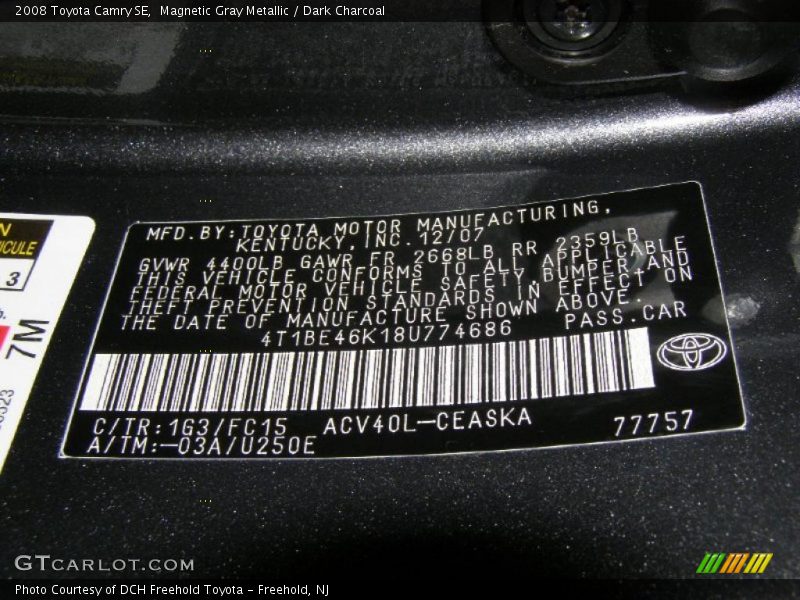 2008 Toyota Camry SE, Magnetic Gray Metallic / Dark Charcoal
MFD.BY:TOYOTA MOTOR MANUFACTURING,
KENTUCKY,INC. 12/07
GVWR 4400LB GAWR FR 2668LB RR 2359LB
THIS VEHICLE CONFORMS TO ALL APPLICABLE
FEDERAL MOTOR VEHICLE SAFETY,BUMPER,AND
THEFT PREVENTION STANDARDS IN EFFECT ON
THE DATE OF MANUFACTURE SHOWN ABOVE.
4T1BE46K18U774686 PASS.CAR
C/TR:1G3/FC15 ACV40L-CEASKA 77757
A/TM:-03A/U250E
3
7M
GTCARLOT.COM
Photo Courtesy of DCH Freehold Toyota - Freehold, NJ